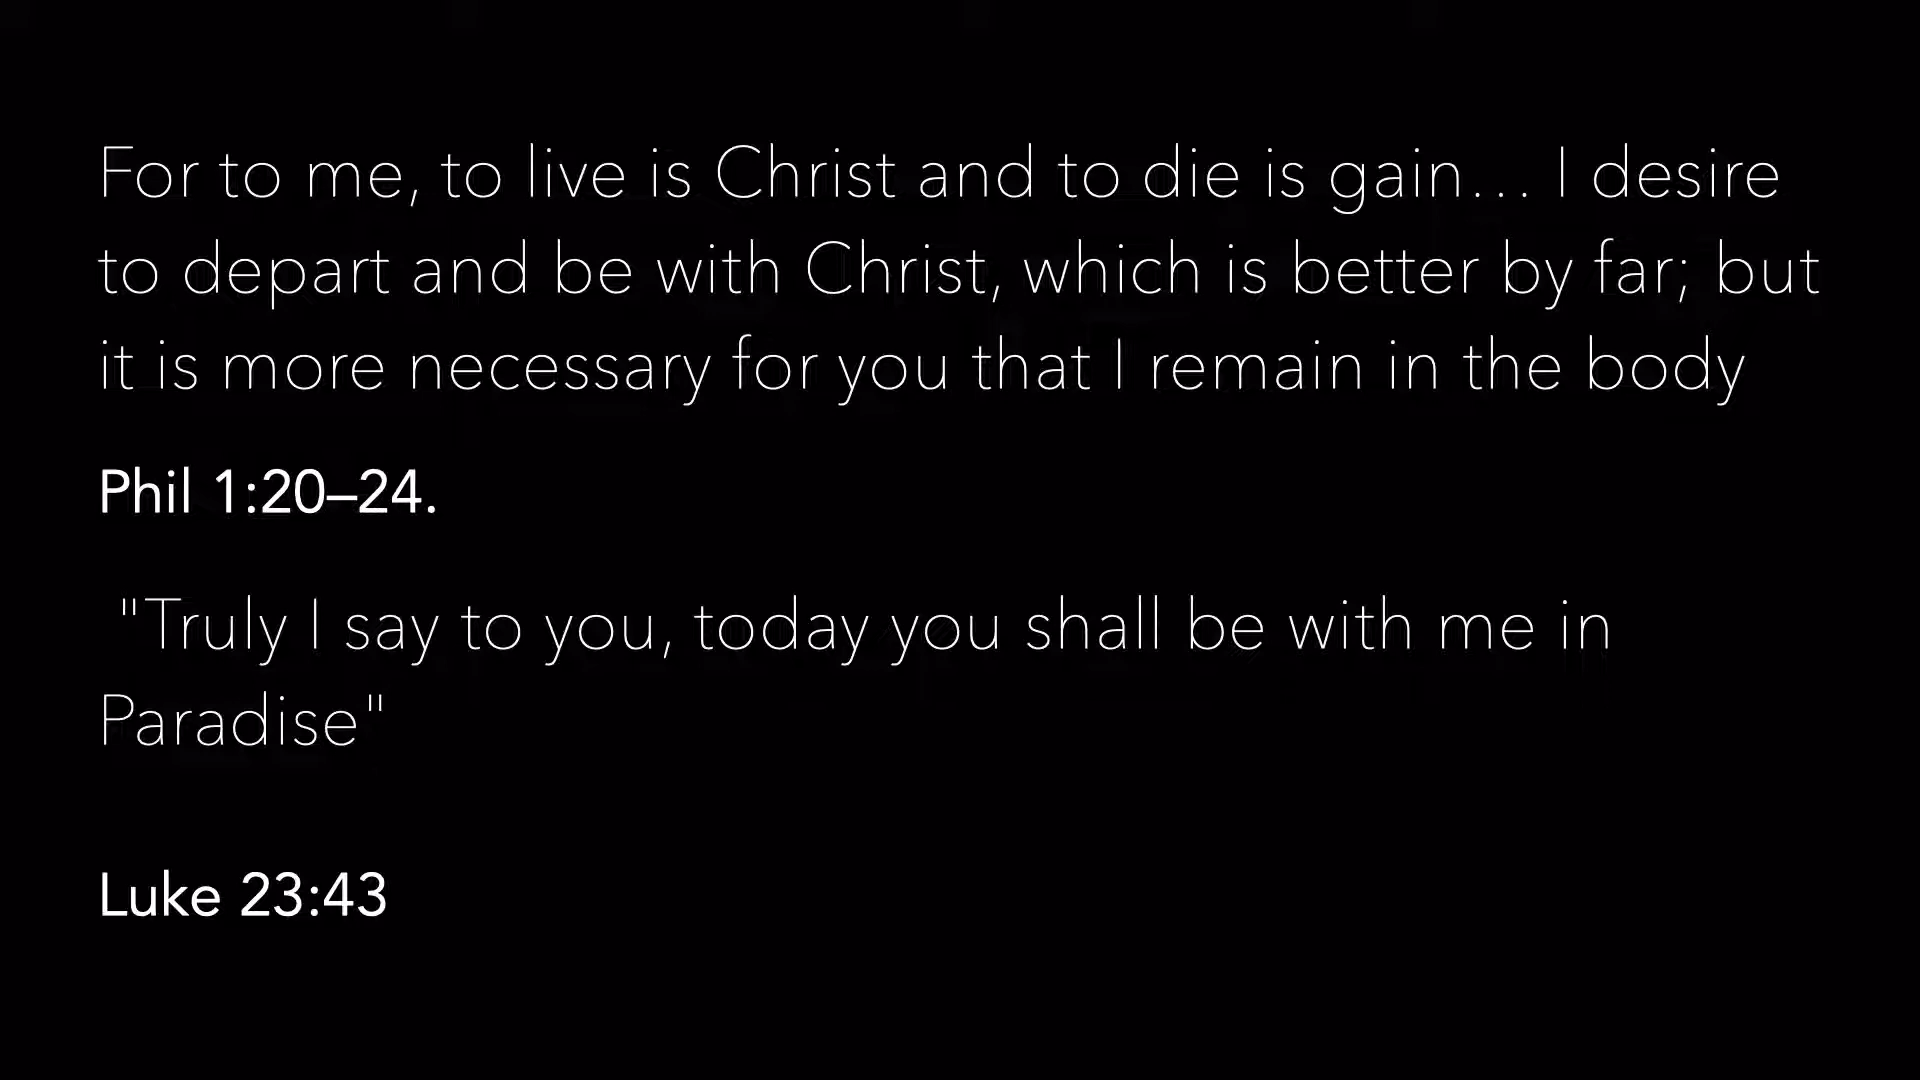 For to me, to live is Christ and to die is gain… I desire
to depart and be with Christ, which is better by far; but
it is more necessary for you that I remain in the body
Phil 1:20–24.
"Truly I say to you, today you shall be with me in
Paradise"
Luke 23:43